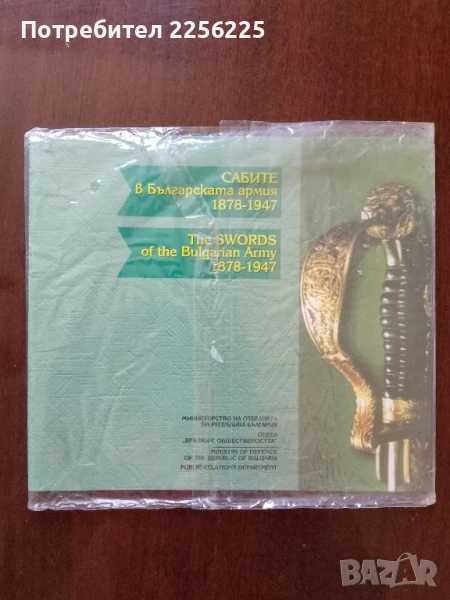 Потребител 2256225
САБИТЕ
в Българската армия
1878-1947
The SWORDS
of the Bulgarian Army
1878-1947
МИНИСТЕРСТВО НА ОТБРАНАТА
НА РЕПУБЛИКА БЪЛГАРИЯ
ОТДЕЛ
„ВРЪЗКИ С ОБЩЕСТВЕНОСТТА"
MINISTRY OF DEFENCE
OF THE REPUBLIC OF BULGARIA
PUBLIC RELATIONS DEPARTMENT
BAZAR